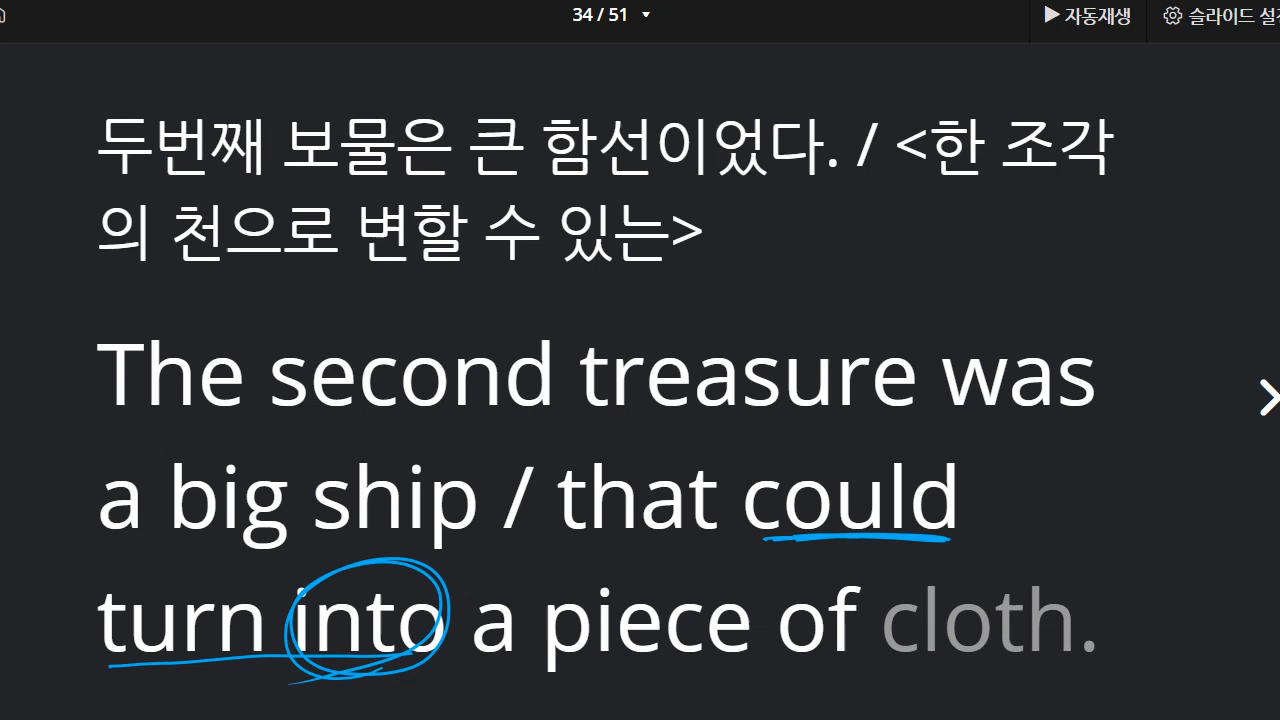 34 / 51
자동재생
슬라이드 설
두번째 보물은 큰 함선이었다. / <한 조각
의 천으로 변할 수 있는>
The second treasure was
a big ship / that could
turn into a piece of cloth.